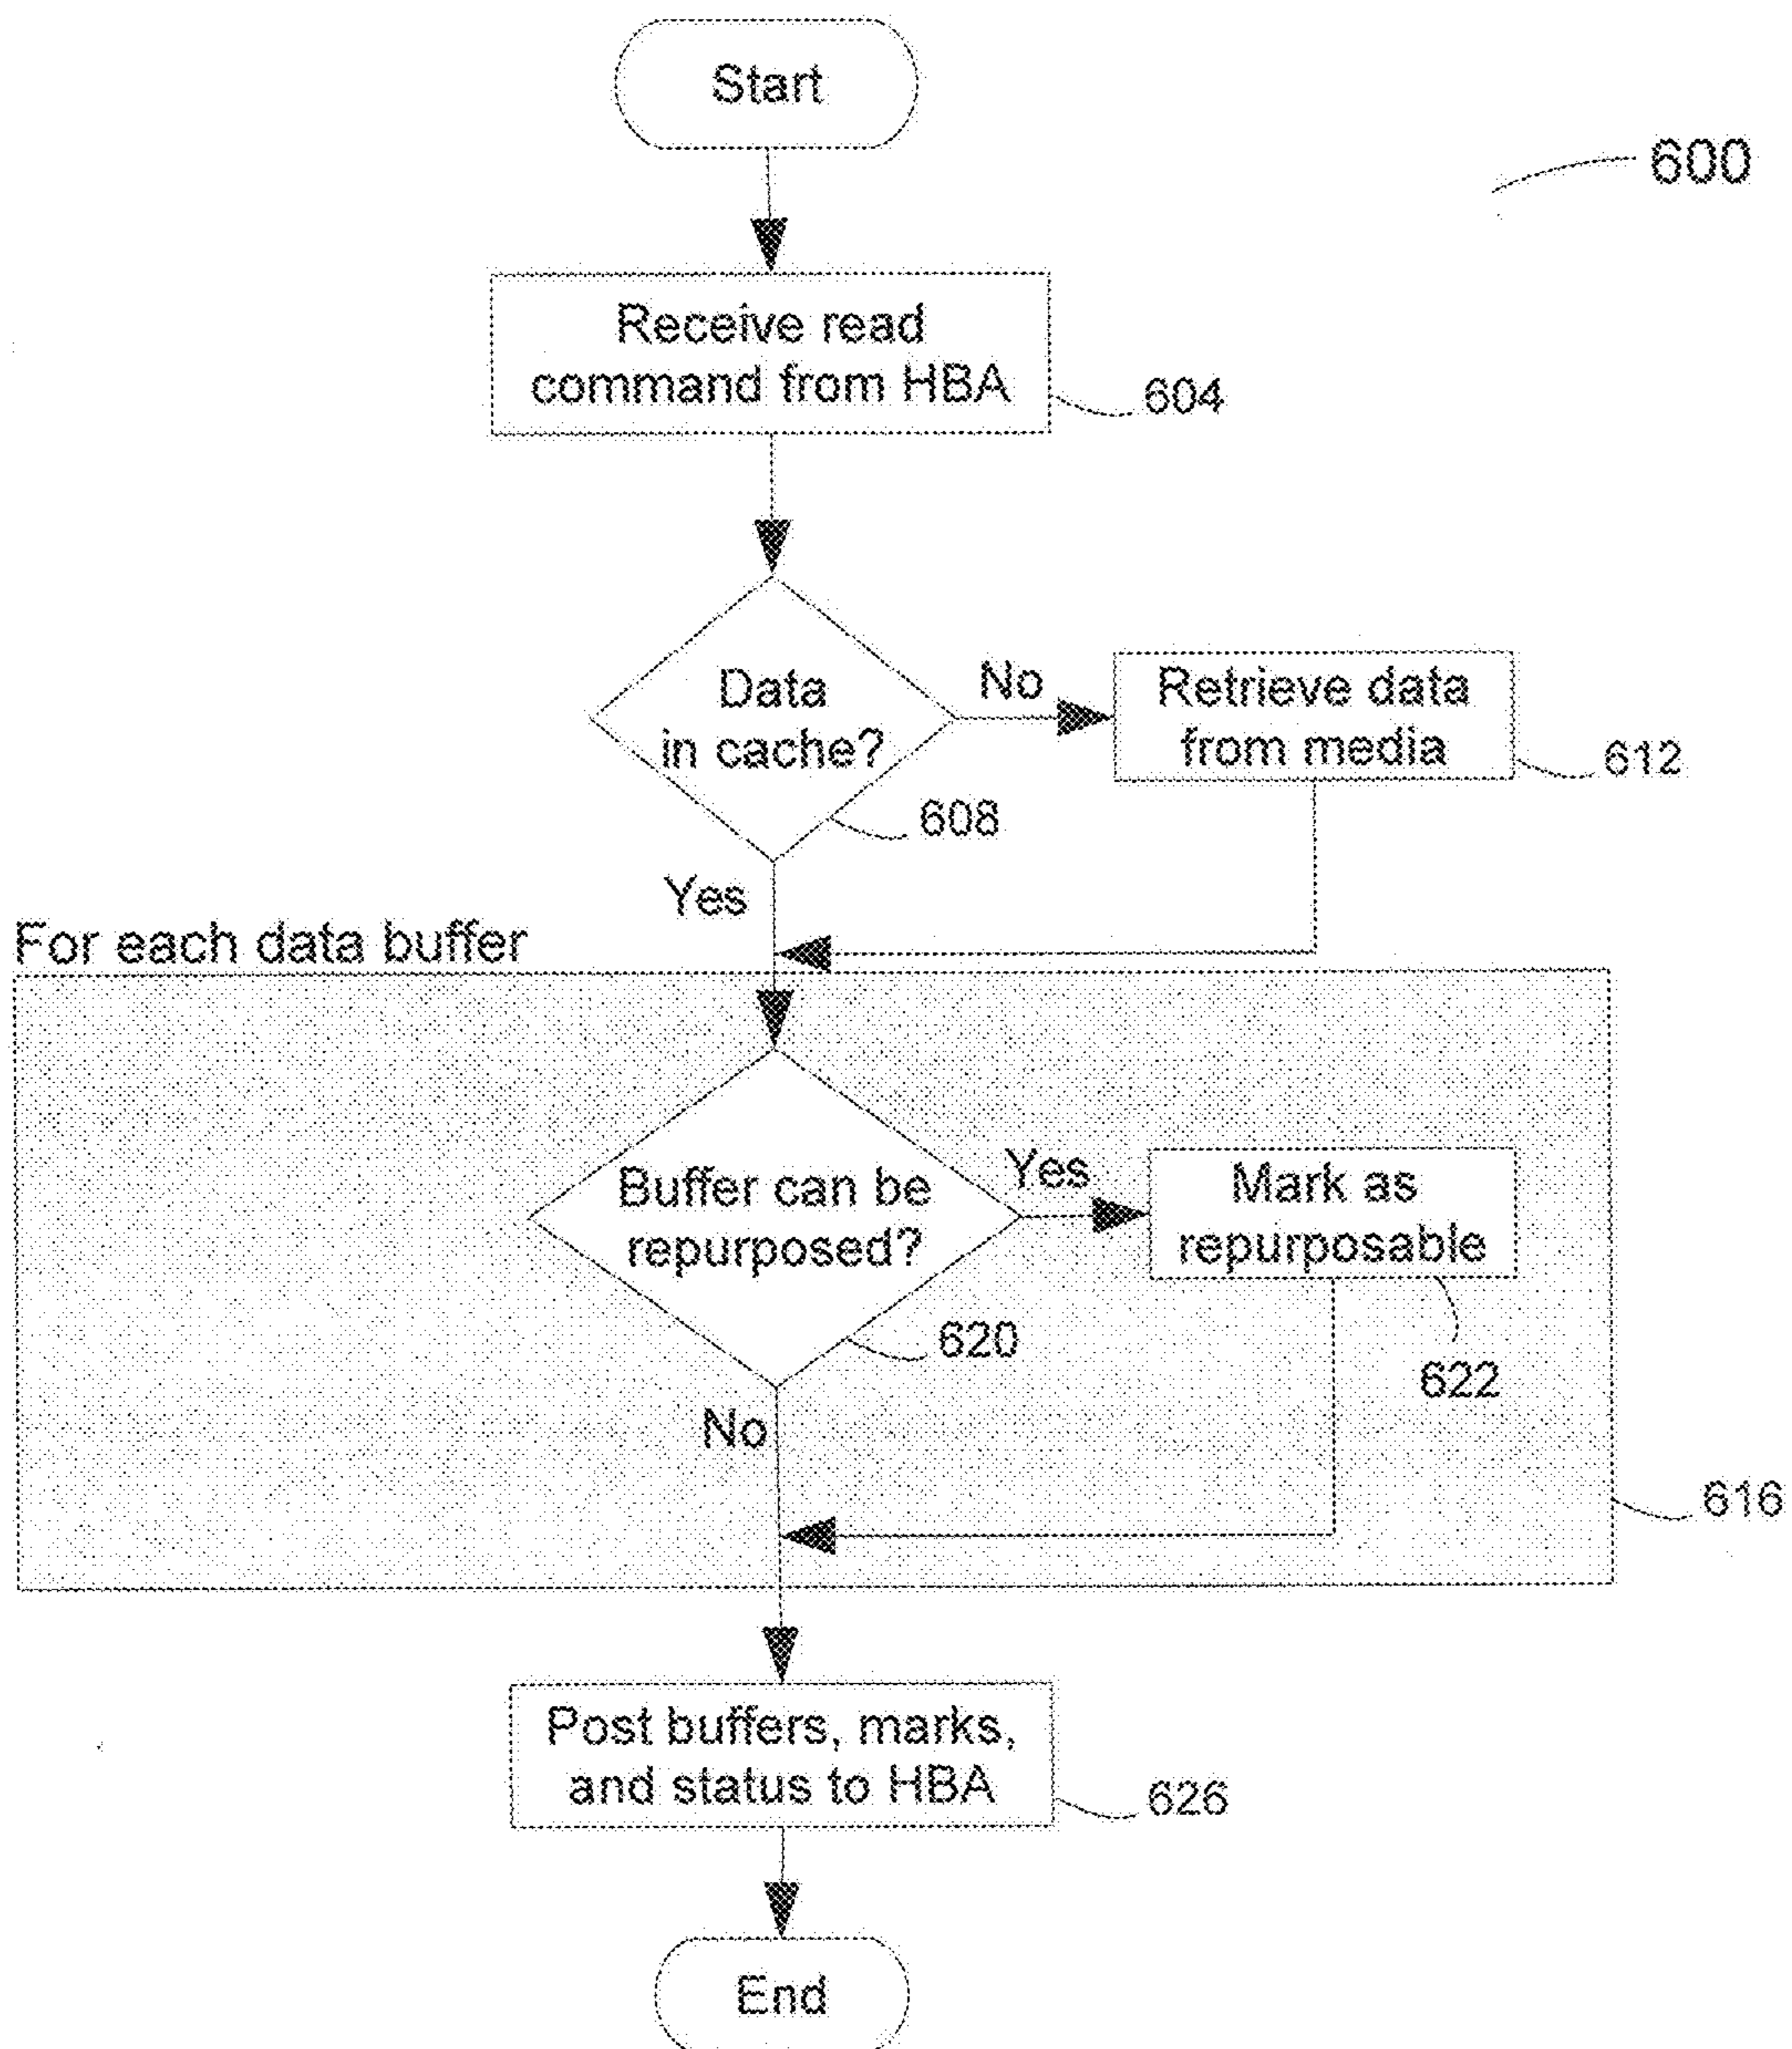 Start
600
Receive read
command from HBA
604
Data
in cache?
No
Retrieve data
from media
612
608
Yes
For each data buffer
Buffer can be
repurposed?
Yes
Mark as
repurposable
620
622
No
616
Post buffers, marks,
and status to HBA
626
End